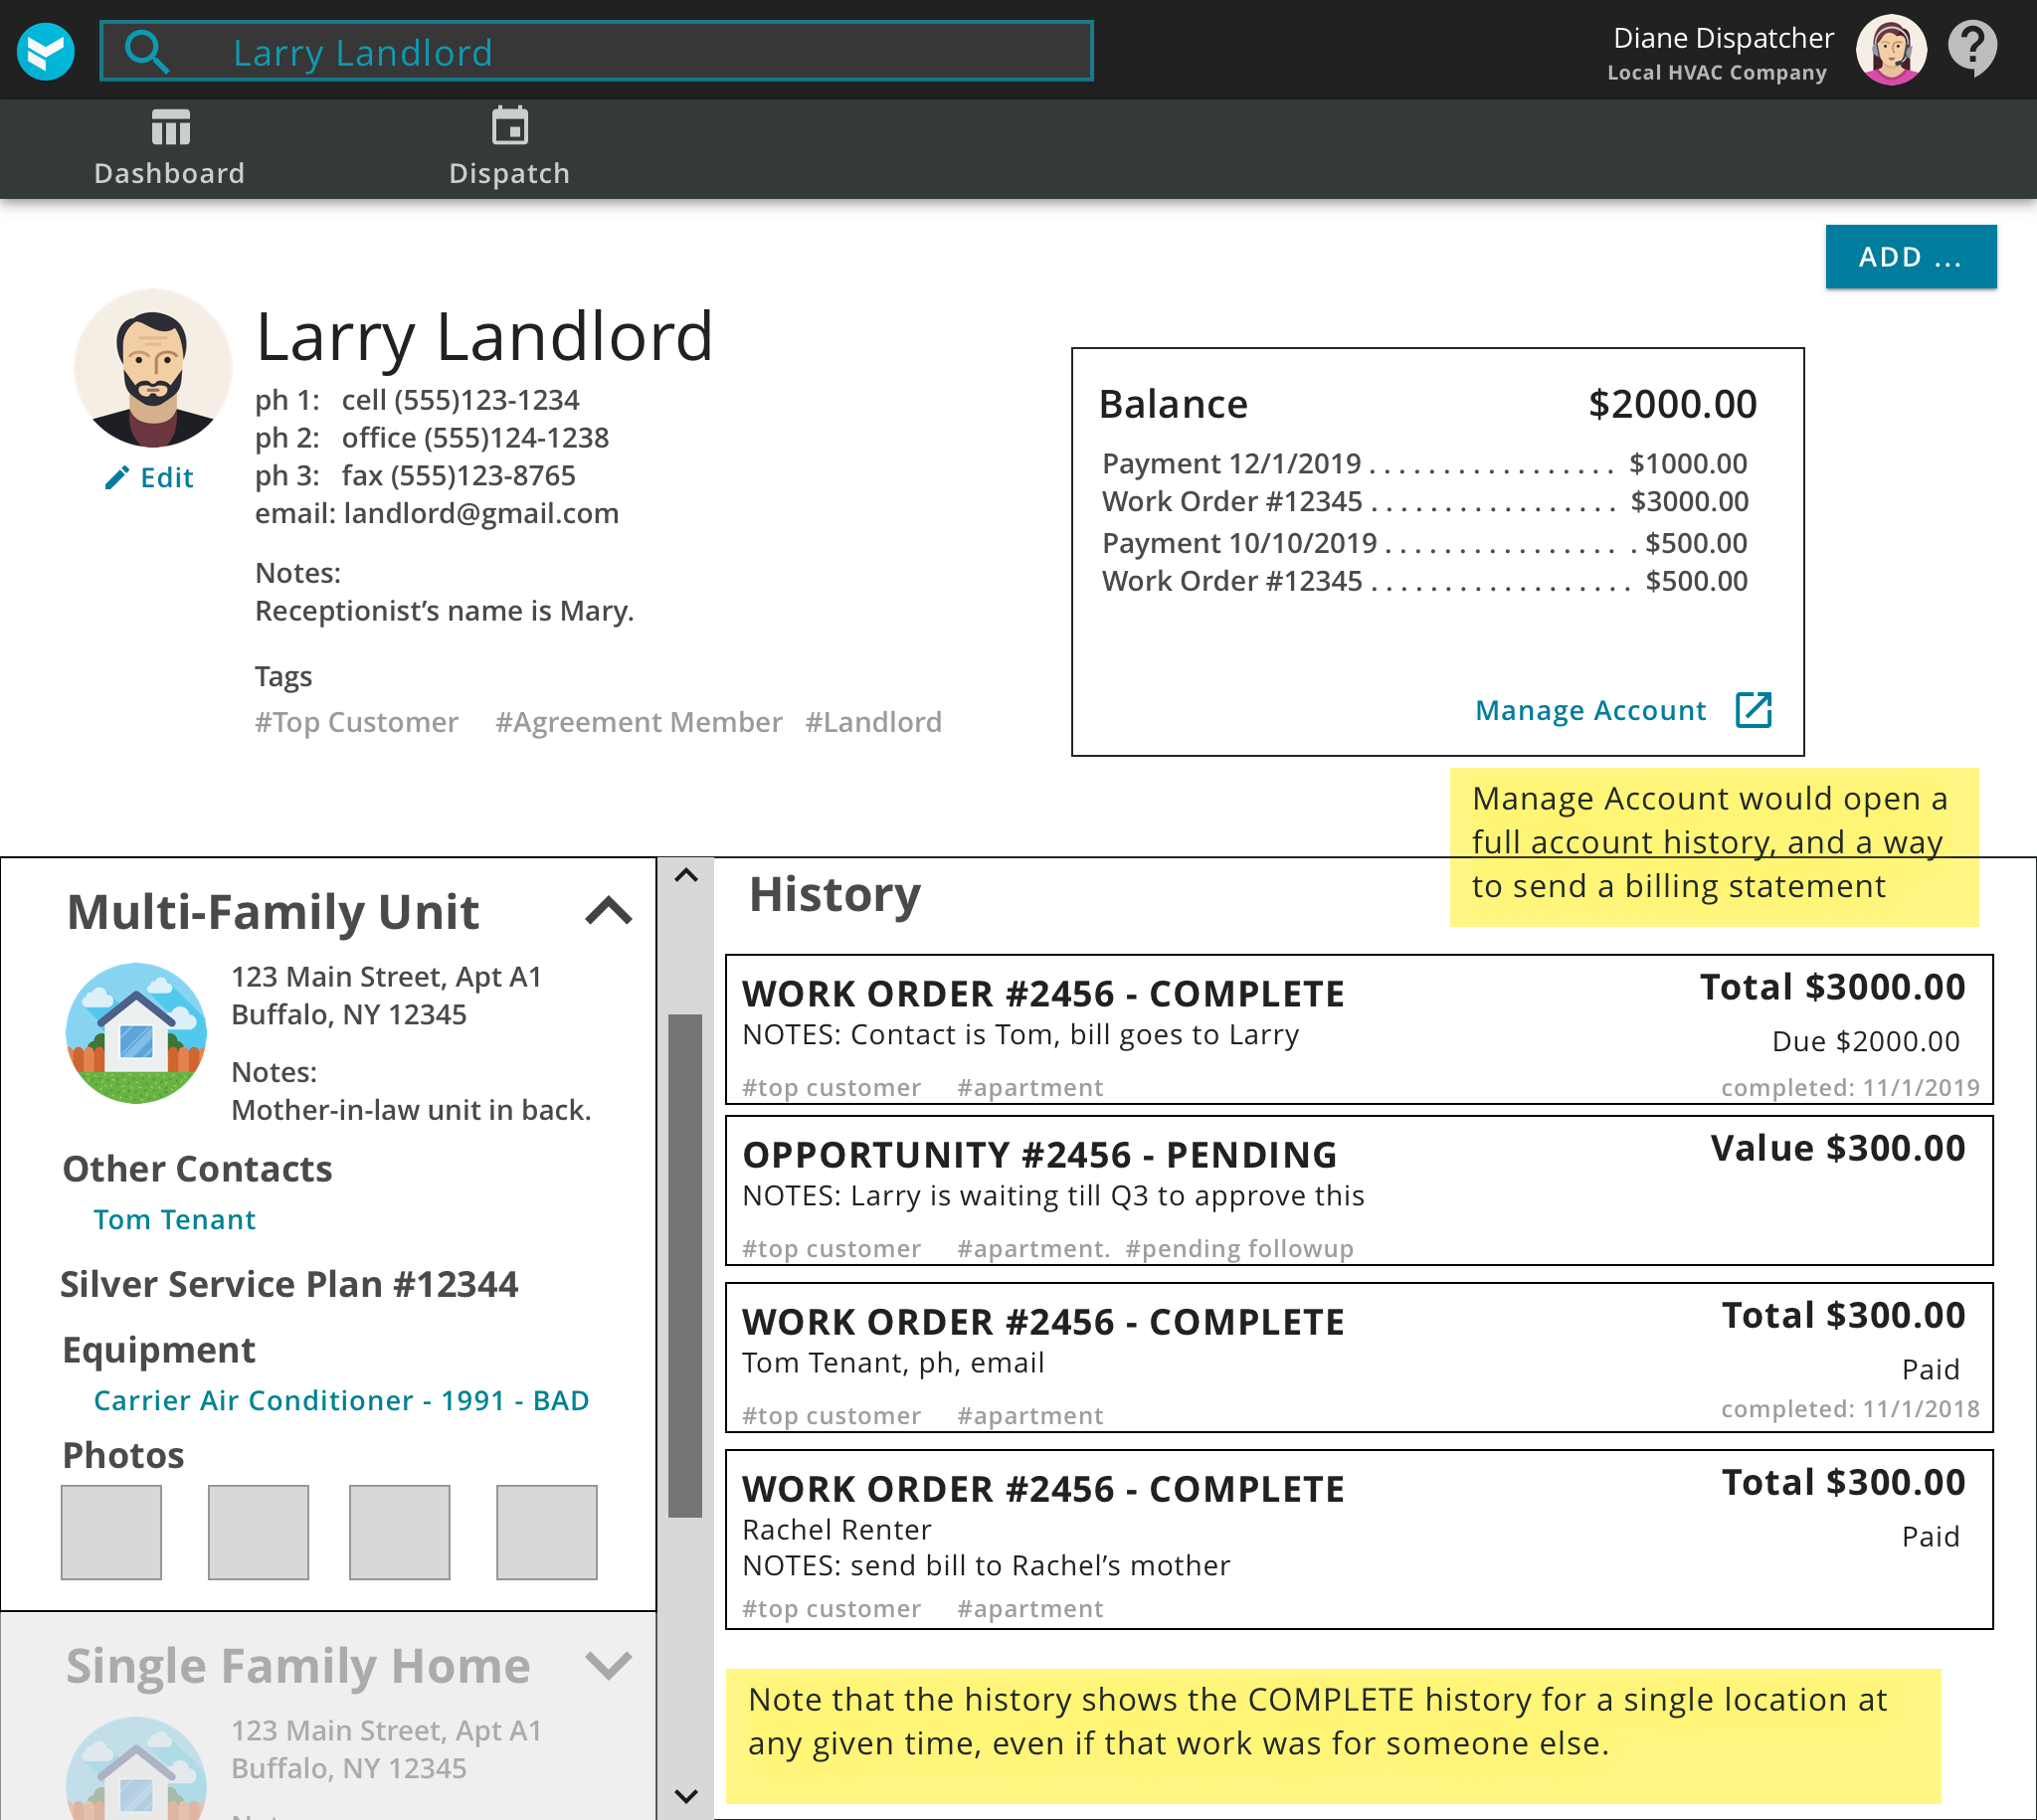 Larry Landlord
Diane Dispatcher
Local HVAC Company
?
Dashboard
Dispatch
ADD ...
Larry Landlord
ph 1: cell (555)123-1234
ph 2: office (555)124-1238
ph 3: fax (555)123-8765
email: landlord@gmail.com
Edit
Notes:
Receptionist’s name is Mary.
Tags
#Top Customer #Agreement Member #Landlord
Balance $2000.00
Payment 12/1/2019 . . . . . . . . . . . . . . . . . $1000.00
Work Order #12345 . . . . . . . . . . . . . . . . . $3000.00
Payment 10/10/2019 . . . . . . . . . . . . . . . . . . $500.00
Work Order #12345 . . . . . . . . . . . . . . . . . . $500.00
Manage Account
Manage Account would open a
full account history, and a way
to send a billing statement
Multi-Family Unit
123 Main Street, Apt A1
Buffalo, NY 12345
Notes:
Mother-in-law unit in back.
Other Contacts
Tom Tenant
Silver Service Plan #12344
Equipment
Carrier Air Conditioner - 1991 - BAD
Photos
Single Family Home
123 Main Street, Apt A1
Buffalo, NY 12345
History
WORK ORDER #2456 - COMPLETE
Total $3000.00
NOTES: Contact is Tom, bill goes to Larry
Due $2000.00
#top customer #apartment
completed: 11/1/2019
OPPORTUNITY #2456 - PENDING
Value $300.00
NOTES: Larry is waiting till Q3 to approve this
#top customer #apartment. #pending followup
WORK ORDER #2456 - COMPLETE
Total $300.00
Tom Tenant, ph, email
Paid
#top customer #apartment
completed: 11/1/2018
WORK ORDER #2456 - COMPLETE
Total $300.00
Rachel Renter
Paid
NOTES: send bill to Rachel’s mother
#top customer #apartment
Note that the history shows the COMPLETE history for a single location at
any given time, even if that work was for someone else.